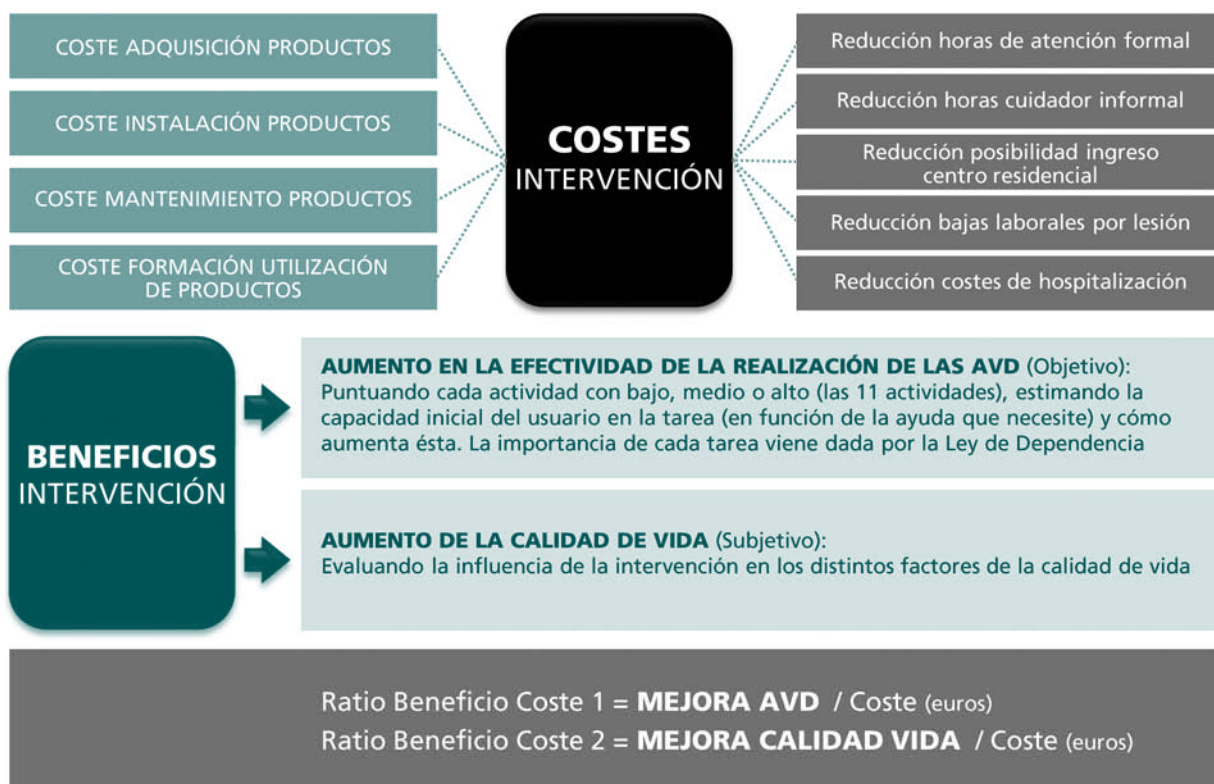 COSTE ADQUISICIÓN PRODUCTOS
COSTE INSTALACIÓN PRODUCTOS
COSTE MANTENIMIENTO PRODUCTOS
COSTE FORMACIÓN UTILIZACIÓN
DE PRODUCTOS
COSTES
INTERVENCIÓN
Reducción horas de atención formal
Reducción horas cuidador informal
Reducción posibilidad ingreso
centro residencial
Reducción bajas laborales por lesión
Reducción costes de hospitalización
BENEFICIOS
INTERVENCIÓN
AUMENTO EN LA EFECTIVIDAD DE LA REALIZACIÓN DE LAS AVD (Objetivo):
Puntuando cada actividad con bajo, medio o alto (las 11 actividades), estimando la
capacidad inicial del usuario en la tarea (en función de la ayuda que necesite) y cómo
aumenta ésta. La importancia de cada tarea viene dada por la Ley de Dependencia
AUMENTO DE LA CALIDAD DE VIDA (Subjetivo):
Evaluando la influencia de la intervención en los distintos factores de la calidad de vida
Ratio Beneficio Coste 1 = MEJORA AVD / Coste (euros)
Ratio Beneficio Coste 2 = MEJORA CALIDAD VIDA / Coste (euros)